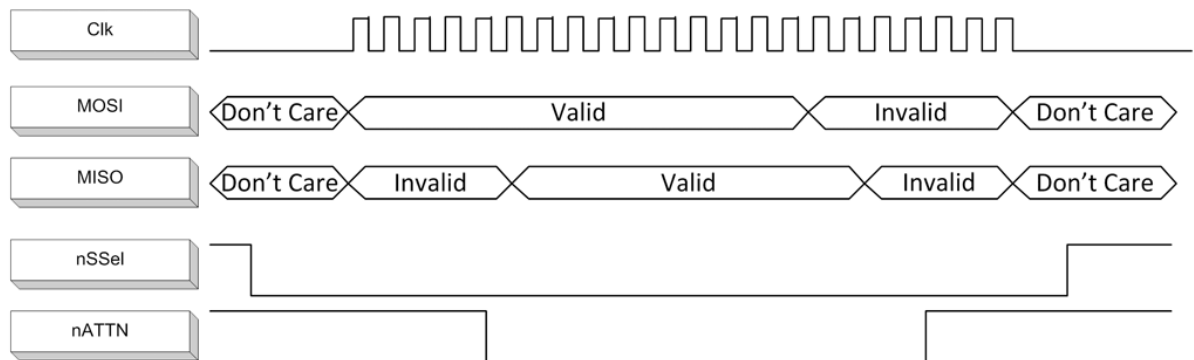 Clk
MOSI
Don't Care Valid Invalid Don't Care
MISO
Don't Care Invalid Valid Invalid Don't Care
nSSel
nATTN